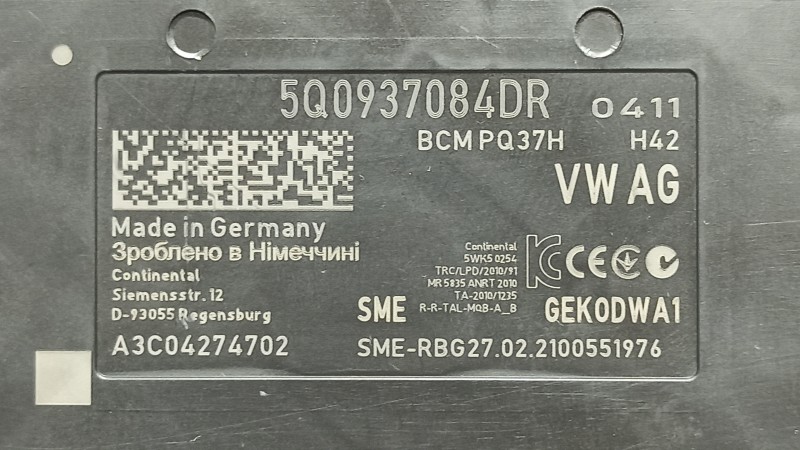 5Q0937084DR 0411
BCM PQ37H H42
VW AG
Made in Germany
Зроблено в Німеччині
Continental
Siemensstr. 12
D-93055 Regensburg
A3C04274702
Continental
5WK50254
TRC/LPD/2010/91
MR 5835 ANRT 2010
TA-2010/1235
R-R-TAL-MQB-A_B
SME
GEKODWA1
SME-RBG27.02.2100551976